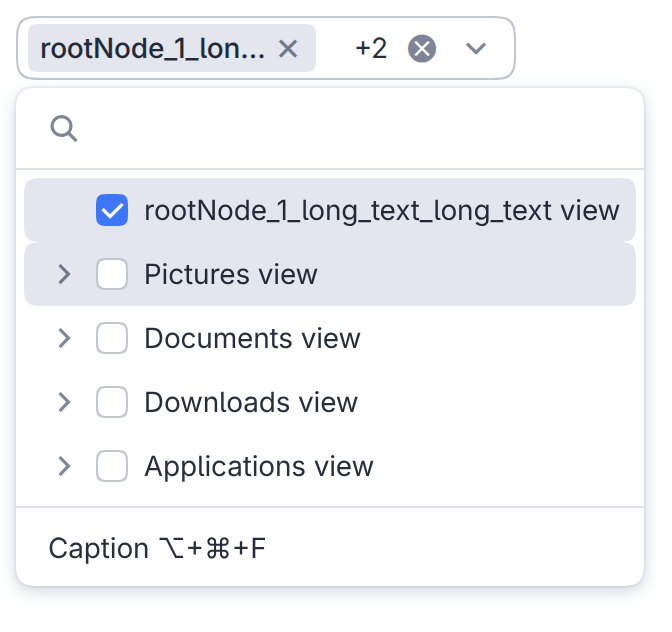 rootNode_1_lon... +2
rootNode_1_long_text_long_text view
Pictures view
Documents view
Downloads view
Applications view
Caption ⌥+⌘+F